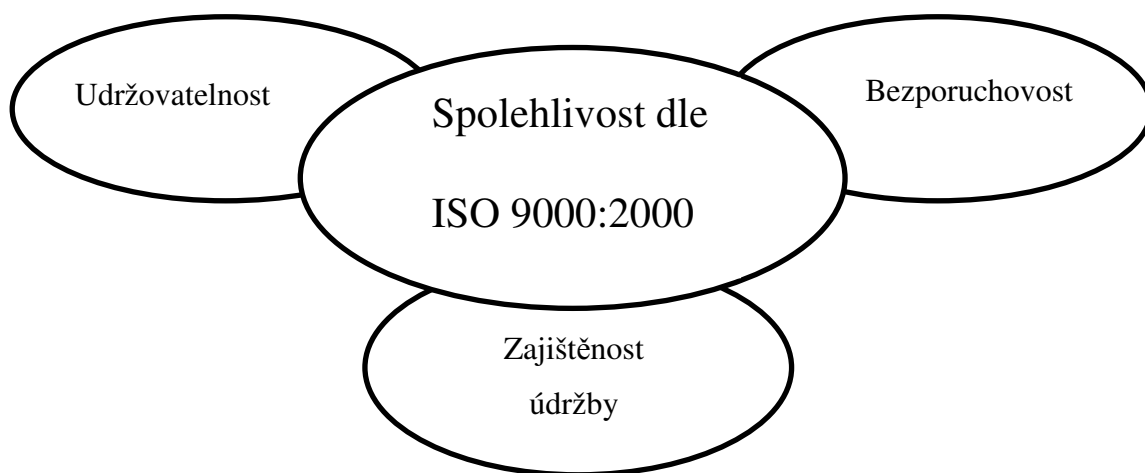 Udržovatelnost
Spolehlivost dle
ISO 9000:2000
Bezporuchovost
Zajištěnost
údržby